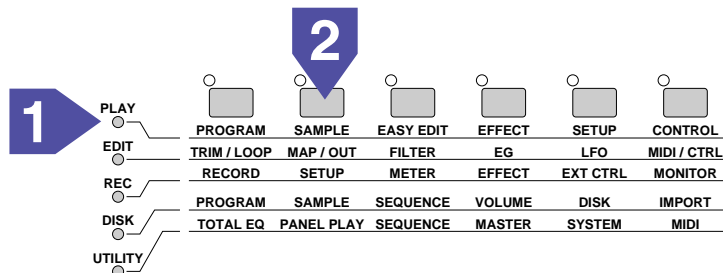 2
1
PLAY
PROGRAM SAMPLE EASY EDIT EFFECT SETUP CONTROL
EDIT
TRIM / LOOP MAP / OUT FILTER EG LFO MIDI / CTRL
REC
RECORD SETUP METER EFFECT EXT CTRL MONITOR
DISK
PROGRAM SAMPLE SEQUENCE VOLUME DISK IMPORT
UTILITY
TOTAL EQ PANEL PLAY SEQUENCE MASTER SYSTEM MIDI